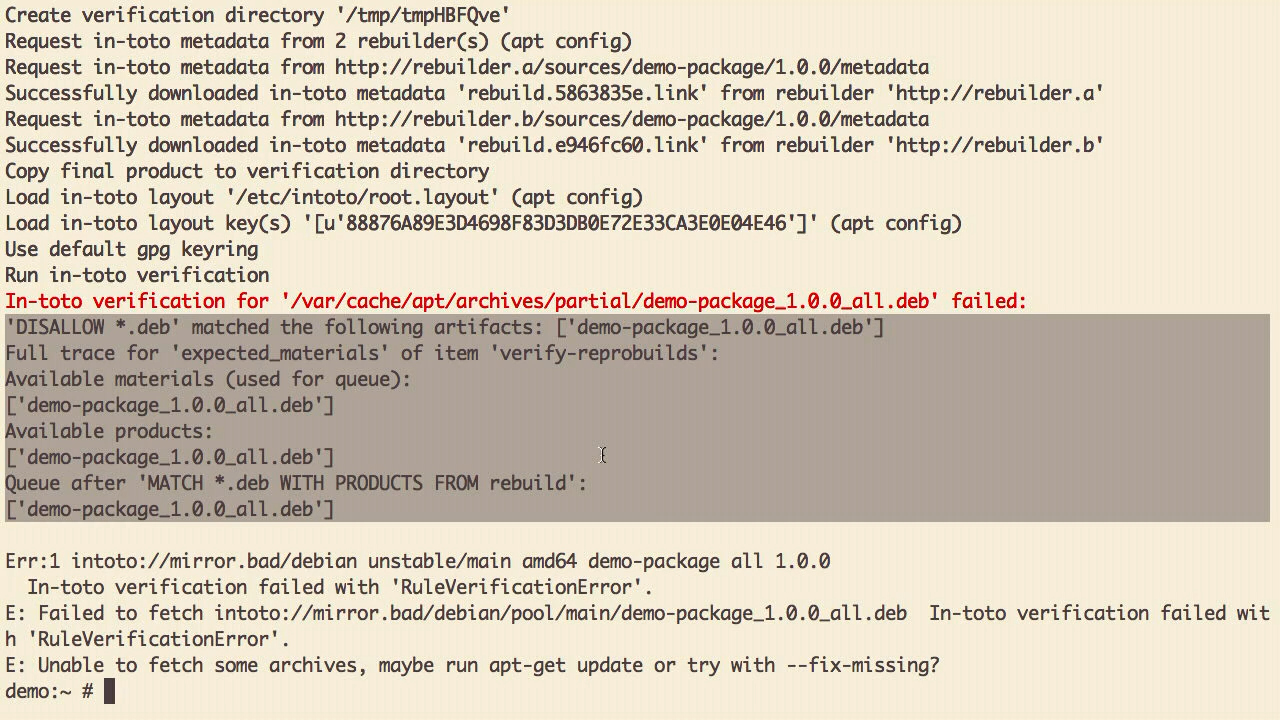 Create verification directory '/tmp/tmpHBFQve'
Request in-toto metadata from 2 rebuilder(s) (apt config)
Request in-toto metadata from http://rebuilder.a/sources/demo-package/1.0.0/metadata
Successfully downloaded in-toto metadata 'rebuild.5863835e.link' from rebuilder 'http://rebuilder.a'
Request in-toto metadata from http://rebuilder.b/sources/demo-package/1.0.0/metadata
Successfully downloaded in-toto metadata 'rebuild.e946fc60.link' from rebuilder 'http://rebuilder.b'
Copy final product to verification directory
Load in-toto layout '/etc/intoto/root.layout' (apt config)
Load in-toto layout key(s) '[u'88876A89E3D4698F83D3DB0E72E33CA3E0E04E46']' (apt config)
Use default gpg keyring
Run in-toto verification
In-toto verification for '/var/cache/apt/archives/partial/demo-package_1.0.0_all.deb' failed:
'DISALLOW *.deb' matched the following artifacts: ['demo-package_1.0.0_all.deb']
Full trace for 'expected_materials' of item 'verify-reprobuilds':
Available materials (used for queue):
['demo-package_1.0.0_all.deb']
Available products:
['demo-package_1.0.0_all.deb']
Queue after 'MATCH *.deb WITH PRODUCTS FROM rebuild':
['demo-package_1.0.0_all.deb']
Err:1 intoto://mirror.bad/debian unstable/main amd64 demo-package all 1.0.0
  In-toto verification failed with 'RuleVerificationError'.
E: Failed to fetch intoto://mirror.bad/debian/pool/main/demo-package_1.0.0_all.deb  In-toto verification failed wit
h 'RuleVerificationError'.
E: Unable to fetch some archives, maybe run apt-get update or try with --fix-missing?
demo:~ #